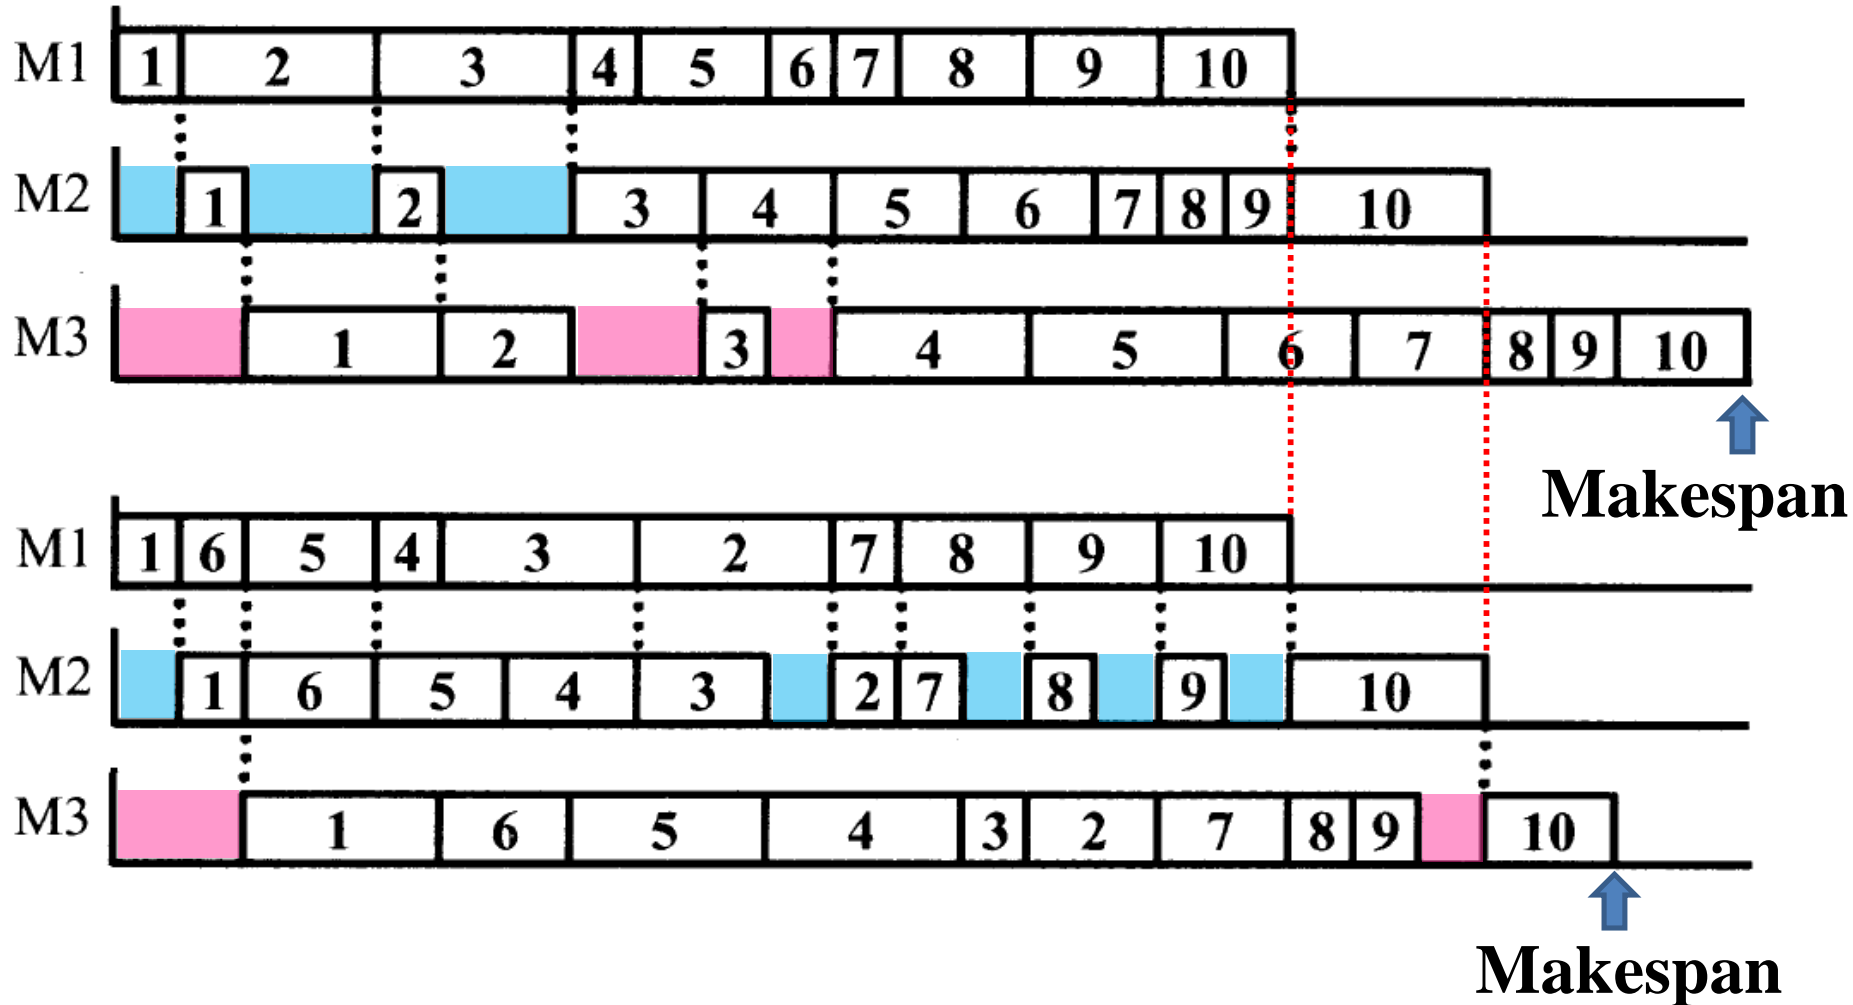 M1 1 2 3 4 5 6 7 8 9 10
M2 1 2 3 4 5 6 7 8 9 10
M3 1 2 3 4 5 6 7 8 9 10
Makespan
M1 1 6 5 4 3 2 7 8 9 10
M2 1 6 5 4 3 2 7 8 9 10
M3 1 6 5 4 3 2 7 8 9 10
Makespan